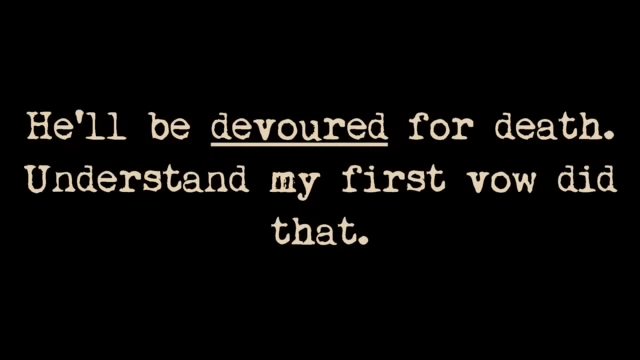 He'll be devoured for death.
Understand my first vow did
that.